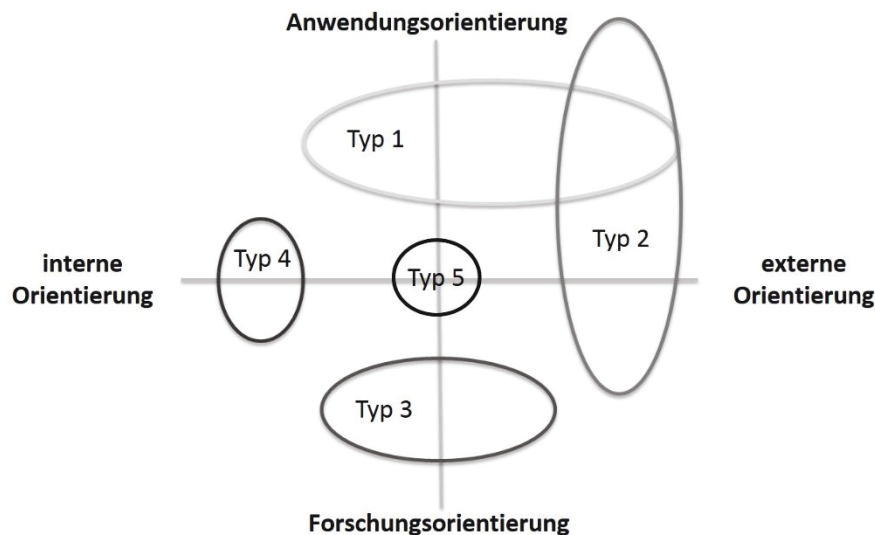 Anwendungsorientierung
Typ 1
Typ 2
Typ 4
interne
Orientierung
Typ 5
externe
Orientierung
Typ 3
Forschungsorientierung